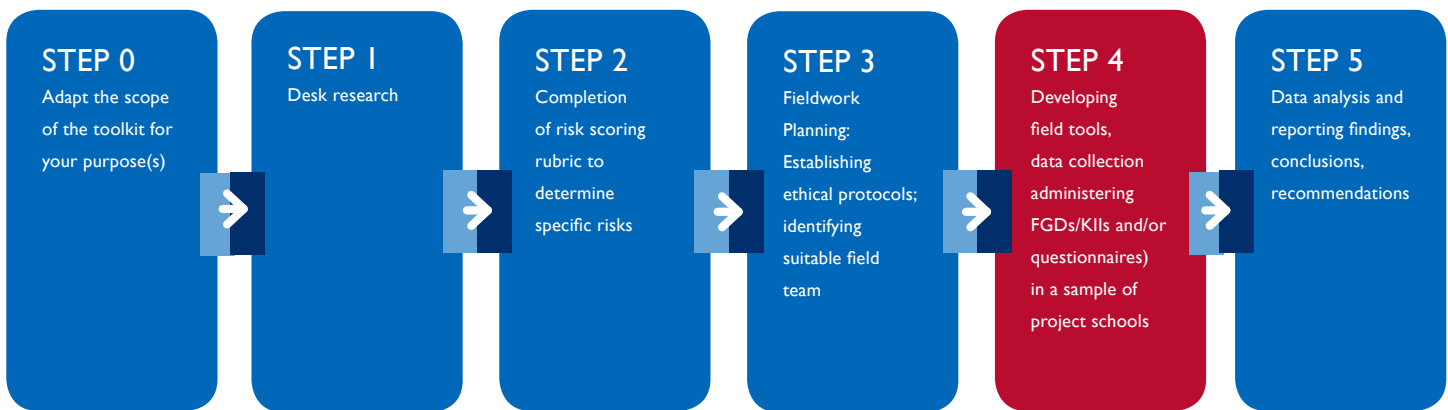 STEP 0
Adapt the scope
of the toolkit for
your purpose(s)
STEP 1
Desk research
STEP 2
Completion
of risk scoring
rubric to
determine
specific risks
STEP 3
Fieldwork
Planning:
Establishing
ethical protocols;
identifying
suitable field
team
STEP 4
Developing
field tools,
data collection
administering
FGDs/KIIs and/or
questionnaires)
in a sample of
project schools
STEP 5
Data analysis and
reporting findings,
conclusions,
recommendations